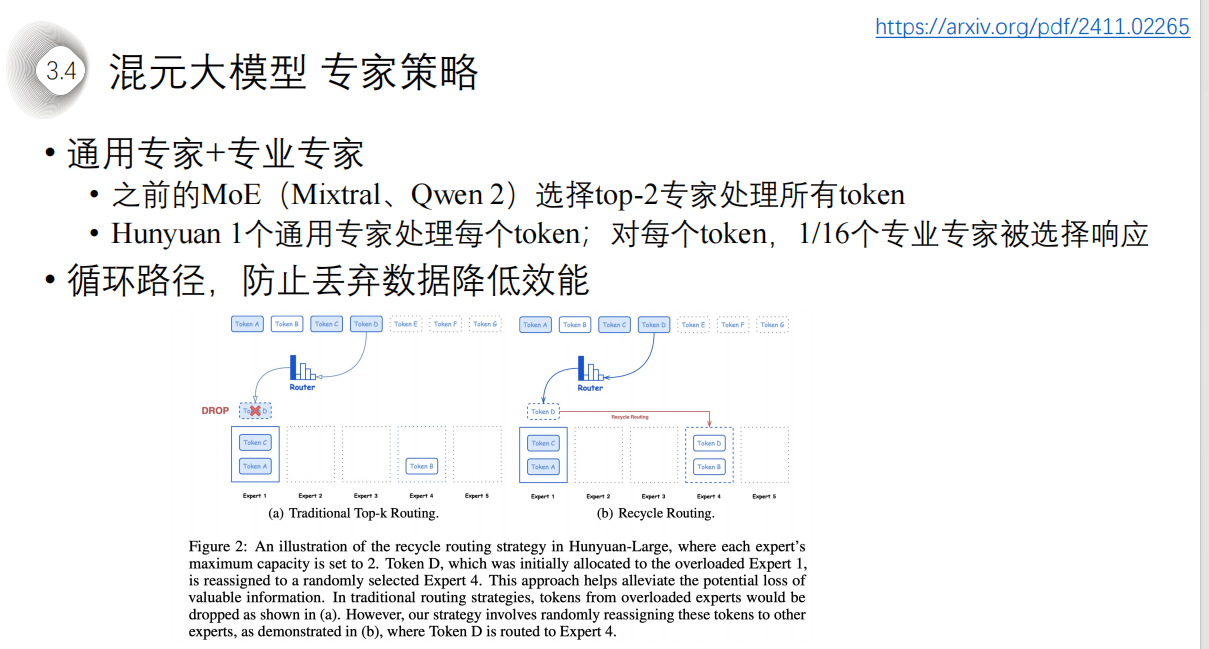 https://arxiv.org/pdf/2411.02265
3.4
混元大模型 专家策略
• 通用专家+专业专家
• 之前的MoE（Mixtral、Qwen 2）选择top-2专家处理所有token
• Hunyuan 1个通用专家处理每个token；对每个token，1/16个专业专家被选择响应
• 循环路径，防止丢弃数据降低效能
Token A Token B Token C Token D Token E Token F Token G
Token A Token B Token C Token D Token E Token F Token G
Router
Router
DROP
Token D
Recycle Routing
Token C
Token A
Token B
Token C
Token A
Token D
Token B
Expert 1 Expert 2 Expert 3 Expert 4 Expert 5
Expert 1 Expert 2 Expert 3 Expert 4 Expert 5
(a) Traditional Top-k Routing.
(b) Recycle Routing.
Figure 2: An illustration of the recycle routing strategy in Hunyuan-Large, where each expert's
maximum capacity is set to 2. Token D, which was initially allocated to the overloaded Expert 1,
is reassigned to a randomly selected Expert 4. This approach helps alleviate the potential loss of
valuable information. In traditional routing strategies, tokens from overloaded experts would be
dropped as shown in (a). However, our strategy involves randomly reassigning these tokens to other
experts, as demonstrated in (b), where Token D is routed to Expert 4.